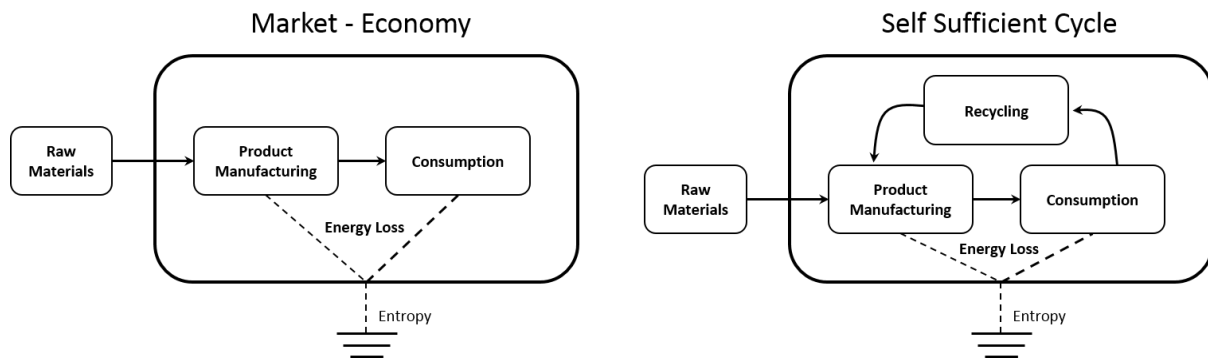 Market - Economy
Raw
Materials
Product
Manufacturing
Consumption
Energy Loss
Entropy
Self Sufficient Cycle
Recycling
Raw
Materials
Product
Manufacturing
Consumption
Energy Loss
Entropy